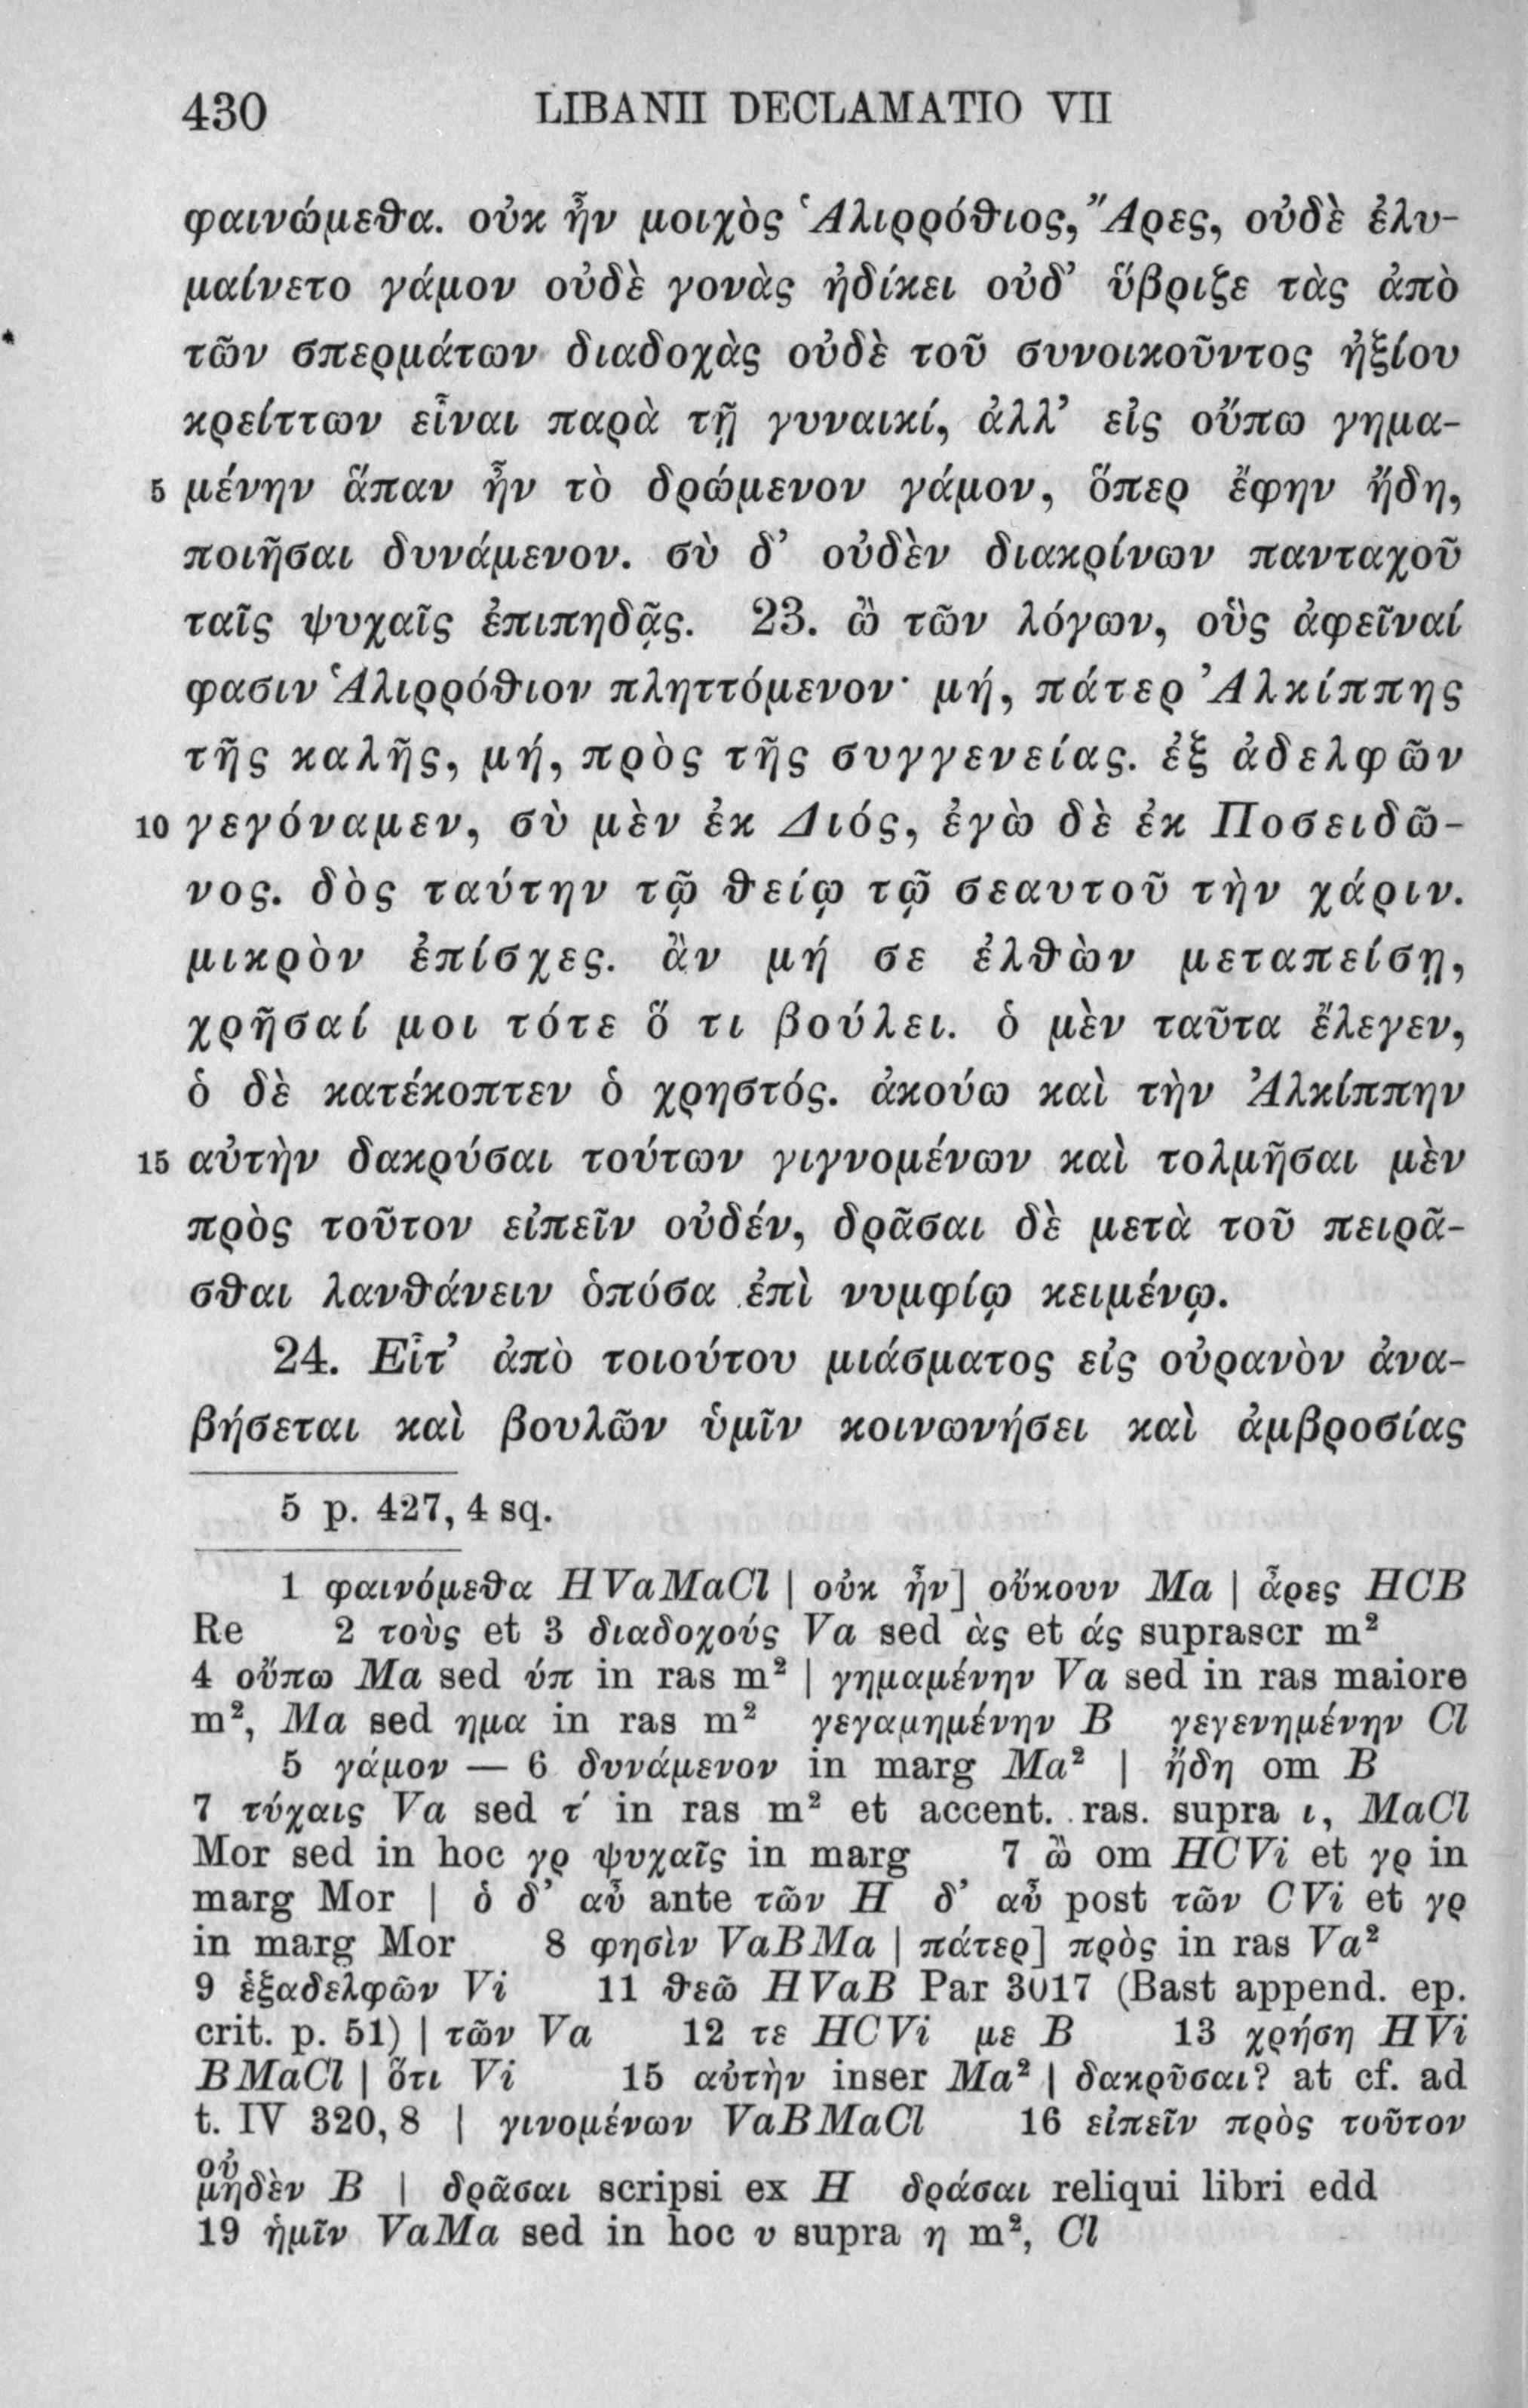 430 LIBANII DECLAMATIO VII
φαινώμεθα. οὐκ ἦν μοιχὸς Ἁλιρρόθιος, Ἄρες, οὐδὲ ἐλυ-
μαίνετο γάμον οὐδὲ γονὰς ἠδίκει οὐδ’ ὕβριζε τὰς ἀπὸ
τῶν σπερμάτων διαδοχὰς οὐδὲ τοῦ συνοικοῦντος ἠξίου
κρείττων εἶναι παρὰ τῇ γυναικί, ἀλλ’ εἰς οὔπω γημα-
5 μένην ἅπαν ἦν τὸ δρώμενον γάμον, ὅπερ ἔφην ἤδη,
ποιῆσαι δυνάμενον. σὺ δ’ οὐδὲν διακρίνων πανταχοῦ
ταῖς ψυχαῖς ἐπιπηδᾷς. 23. ὢ τῶν λόγων, οὓς ἀφεῖναί
φασιν Ἁλιρρόθιον πληττόμενον· μή, πάτερ Ἀλκίππης
τῆς καλῆς, μή, πρὸς τῆς συγγενείας. ἐξ ἀδελφῶν
10 γεγόναμεν, σὺ μὲν ἐκ Διός, ἐγὼ δὲ ἐκ Ποσειδῶ-
νος. δὸς ταύτην τῷ θείῳ τῷ σεαυτοῦ τὴν χάριν.
μικρὸν ἐπίσχες. ἂν μή σε ἐλθὼν μεταπείσῃ,
χρῆσαί μοι τότε ὅ τι βούλει. ὁ μὲν ταῦτα ἔλεγεν,
ὁ δὲ κατέκοπτεν ὁ χρηστός. ἀκούω καὶ τὴν Ἀλκίππην
15 αὐτὴν δακρύσαι τούτων γιγνομένων καὶ τολμῆσαι μὲν
πρὸς τοῦτον εἰπεῖν οὐδέν, δρᾶσαι δὲ μετὰ τοῦ πειρᾶ-
σθαι λανθάνειν ὁπόσα ἐπὶ νυμφίῳ κειμένῳ.
24. Εἶτ’ ἀπὸ τοιούτου μιάσματος εἰς οὐρανὸν ἀνα-
βήσεται καὶ βουλῶν ὑμῖν κοινωνήσει καὶ ἀμβροσίας
5 p. 427, 4 sq.
1 φαινόμεθα HVaMaCl | οὐκ ἦν] οὔκουν Ma | ἆρες HCB
Re 2 τοὺς et 3 διαδοχούς Va sed ὰς et άς suprascr m²
4 οὔπω Ma sed ύπ in ras m² | γημαμένην Va sed in ras maiore
m², Ma sed ημα in ras m² γεγαμημένην B γεγενημένην Cl
5 γάμον — 6 δυνάμενον in marg Ma² | ἤδη om B
7 τύχαις Va sed τ΄ in ras m² et accent. ras. supra ι, MaCl
Mor sed in hoc γρ ψυχαῖς in marg 7 ὢ om HCVi et γρ in
marg Mor | ὁ δ’ αὖ ante τῶν H δ’ αὖ post τῶν CVi et γρ
in marg Mor 8 φησὶν VaBMa | πάτερ] πρὸς in ras Va²
9 ἐξαδελφῶν Vi 11 θεῶ HVaB Par 3017 (Bast append. ep.
crit. p. 51) | τῶν Va 12 τε HCVi με B 13 χρήση HVi
BMaCl | ὅτι Vi 15 αὐτὴν inser Ma² | δακρῦσαι? at cf. ad
t. IV 320, 8 | γινομένων VaBMaCl 16 εἰπεῖν πρὸς τοῦτον
οὐ
μηδὲν B | δρᾶσαι scripsi ex H δράσαι reliqui libri edd
19 ἡμῖν VaMa sed in hoc υ supra η m², Cl